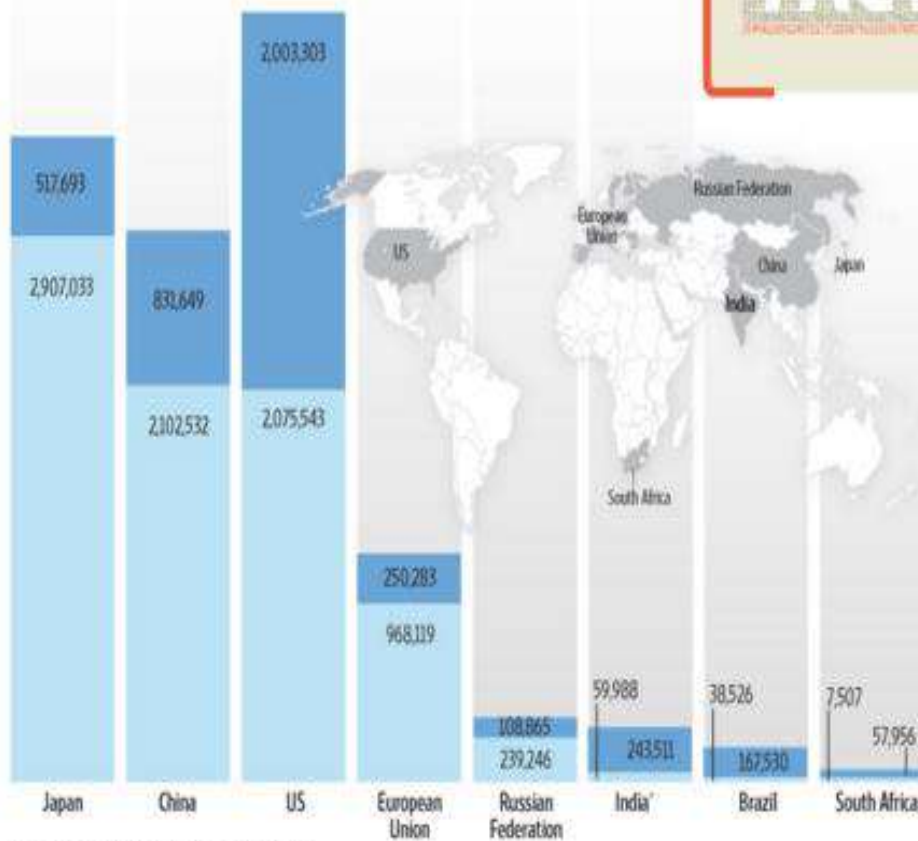 2,003,303
517,693
2,907,033
831,649
2,102,532
2,075,543
Russian Federation
European
Union
US
China
Japan
India
South Africa
250,283
968,119
108,865
239,246
59,988
243,511
38,526
167,530
7,507
57,956
Japan
China
US
European
Union
Russian
Federation
India*
Brazil
South Africa